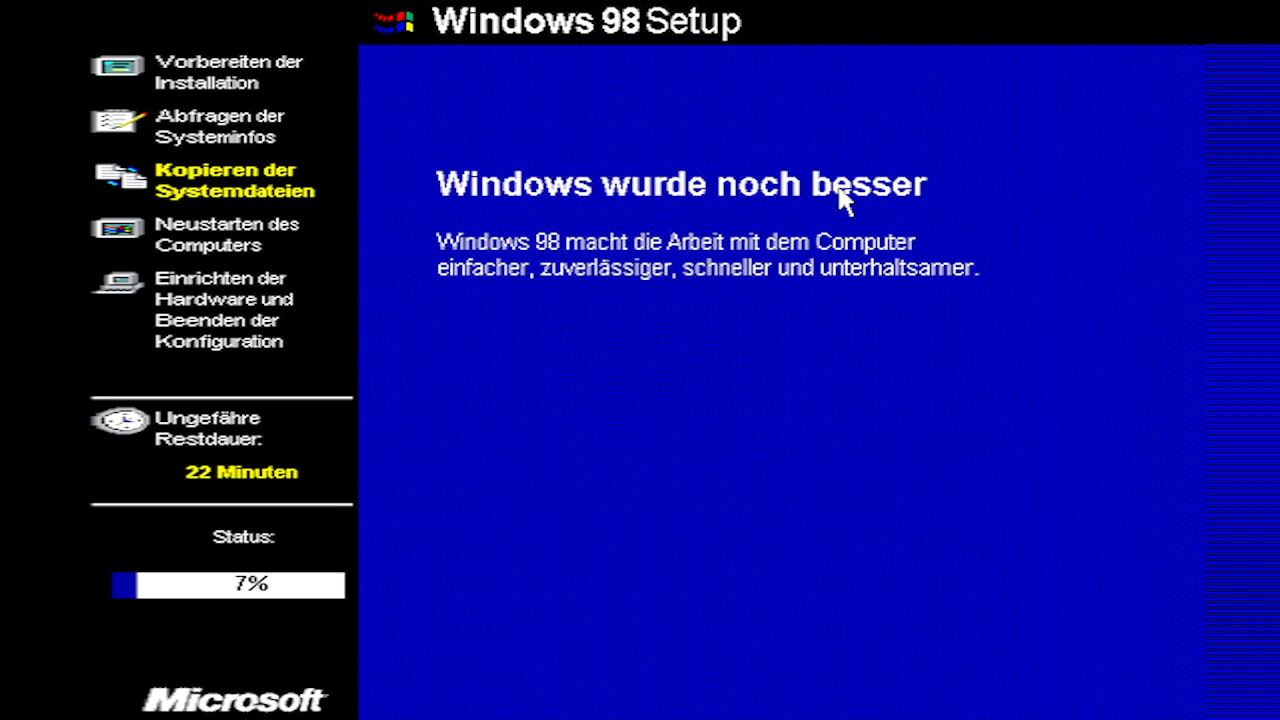 Windows 98 Setup
Vorbereiten der
Installation
Abfragen der
Systeminfos
Kopieren der
Systemdateien
Neustarten des
Computers
Einrichten der
Hardware und
Beenden der
Konfiguration
Ungefähre
Restdauer:
22 Minuten
Status:
7%
Microsoft
Windows wurde noch besser
Windows 98 macht die Arbeit mit dem Computer
einfacher, zuverlässiger, schneller und unterhaltsamer.